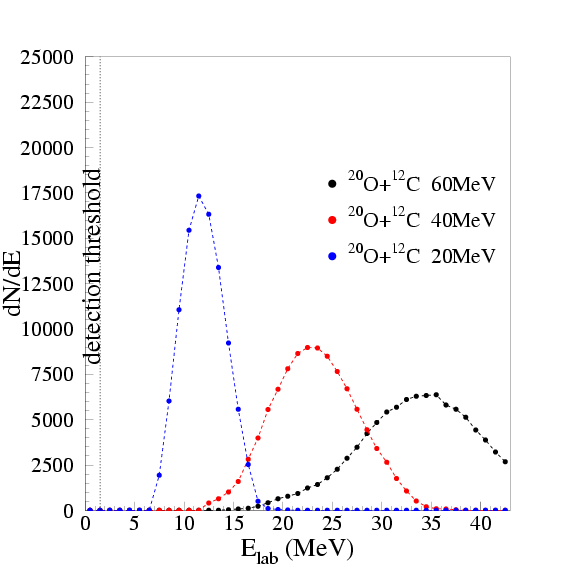 25000
22500
20000
17500
15000
12500
10000
7500
5000
2500
0
dN/dE
detection threshold
²⁰O+¹²C 60MeV
²⁰O+¹²C 40MeV
²⁰O+¹²C 20MeV
0 5 10 15 20 25 30 35 40
E_lab (MeV)